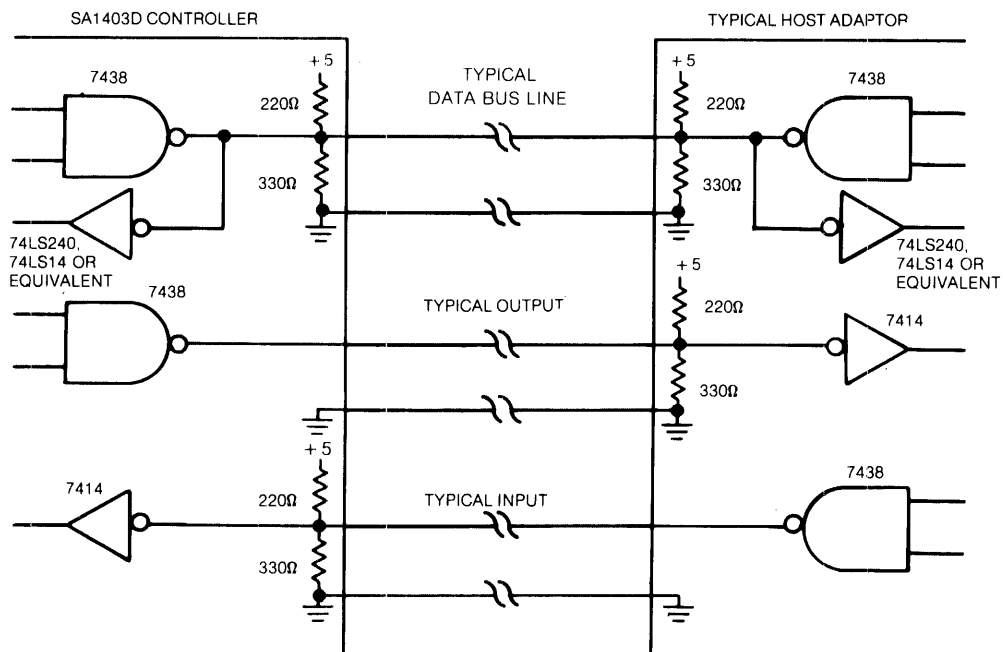 SA1403D CONTROLLER
TYPICAL HOST ADAPTOR
7438
+5
220Ω
330Ω
TYPICAL
DATA BUS LINE
+5
220Ω
330Ω
7438
74LS240,
74LS14 OR
EQUIVALENT
74LS240,
74LS14 OR
EQUIVALENT
7438
TYPICAL OUTPUT
+5
220Ω
330Ω
7414
7414
+5
220Ω
330Ω
TYPICAL INPUT
7438